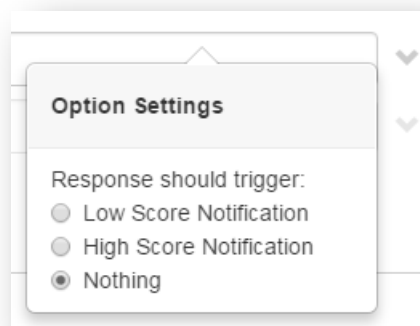 Option Settings
Response should trigger:
Low Score Notification
High Score Notification
Nothing